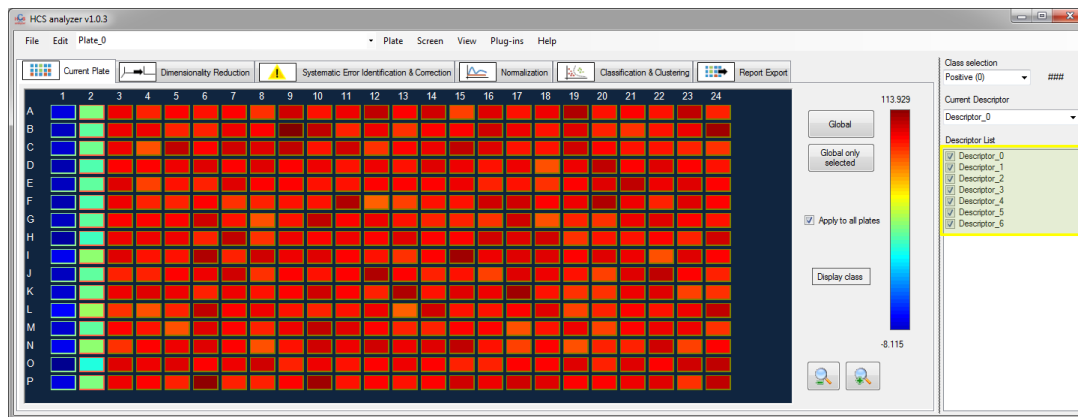 HCS analyzer v1.0.3
File Edit Plate_0 Plate Screen View Plug-ins Help
Current Plate Dimensionality Reduction Systematic Error Identification & Correction Normalization Classification & Clustering Report Export
1 2 3 4 5 6 7 8 9 10 11 12 13 14 15 16 17 18 19 20 21 22 23 24
A
B
C
D
E
F
G
H
I
J
K
L
M
N
O
P
Global
Global only
selected
Apply to all plates
Display class
113.929
-8.115
Class selection
Positive (0) ###
Current Descriptor
Descriptor_0
Descriptor List
Descriptor_0
Descriptor_1
Descriptor_2
Descriptor_3
Descriptor_4
Descriptor_5
Descriptor_6